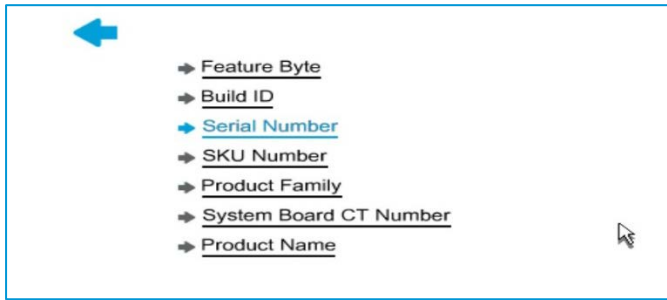 Feature Byte
Build ID
Serial Number
SKU Number
Product Family
System Board CT Number
Product Name